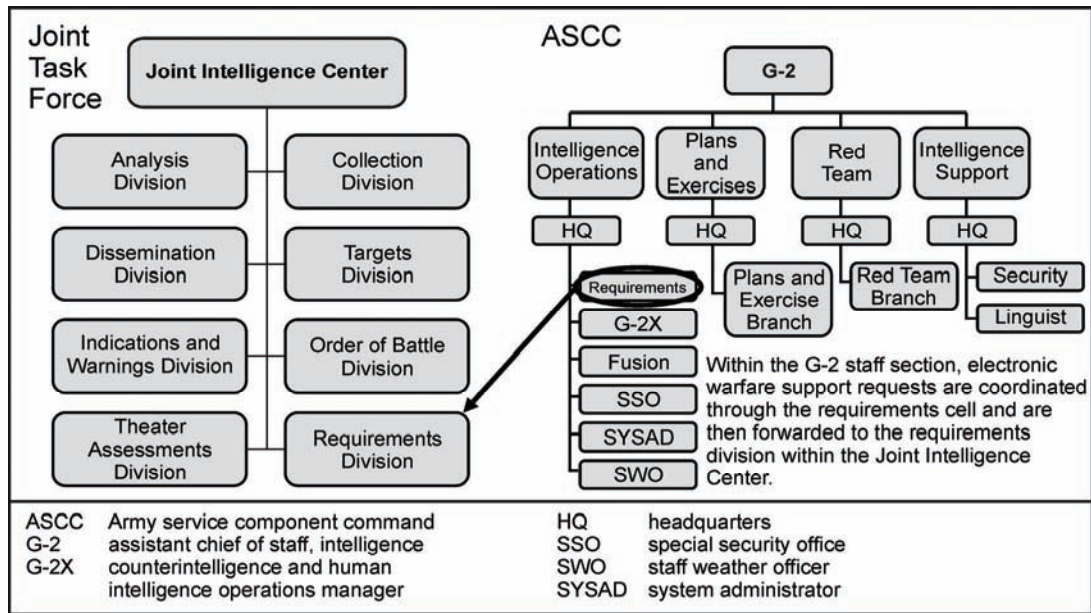 Joint
Task
Force
Joint Intelligence Center
Analysis
Division
Collection
Division
Dissemination
Division
Targets
Division
Indications and
Warnings Division
Order of Battle
Division
Theater
Assessments
Division
Requirements
Division
ASCC
G-2
Intelligence
Operations
Plans
and
Exercises
Red
Team
Intelligence
Support
HQ
HQ
HQ
HQ
Requirements
G-2X
Fusion
SSO
SYSAD
SWO
Plans and
Exercise
Branch
Red Team
Branch
Security
Linguist
Within the G-2 staff section, electronic
warfare support requests are coordinated
through the requirements cell and are
then forwarded to the requirements
division within the Joint Intelligence
Center.
ASCC Army service component command
G-2 assistant chief of staff, intelligence
G-2X counterintelligence and human
intelligence operations manager
HQ headquarters
SSO special security office
SWO staff weather officer
SYSAD system administrator